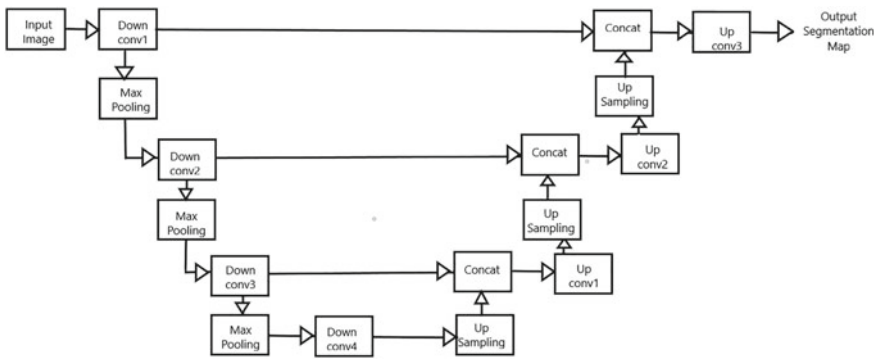 Input
Image
Down
conv1
Concat
Up
conv3
Output
Segmentation
Map
Max
Pooling
Up
Sampling
Down
conv2
Concat
Up
conv2
Max
Pooling
Up
Sampling
Down
conv3
Concat
Up
conv1
Max
Pooling
Down
conv4
Up
Sampling